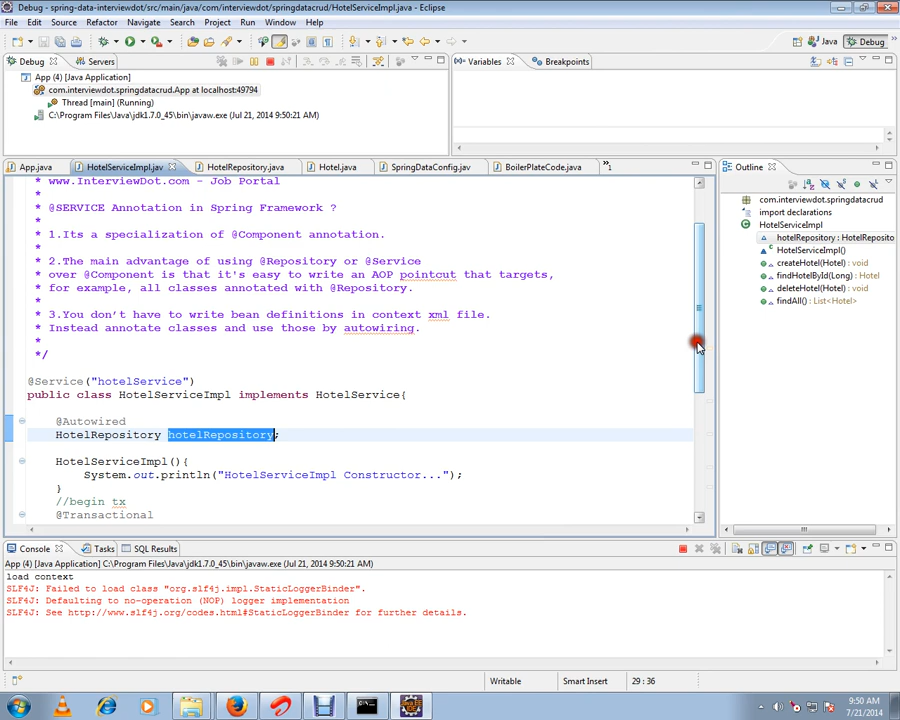 Debug - spring-data-interviewdot/src/main/java/com/interviewdot/springdatacrud/HotelServiceImpl.java - Eclipse
File Edit Source Refactor Navigate Search Project Run Window Help
Java Debug
Debug Servers
Variables Breakpoints
App (4) [Java Application]
com.interviewdot.springdatacrud.App at localhost:49794
Thread [main] (Running)
C:\Program Files\Java\jdk1.7.0_45\bin\javaw.exe (Jul 21, 2014 9:50:21 AM)
App.java HotelServiceImpl.jav HotelRepository.java Hotel.java SpringDataConfig.jav BoilerPlateCode.java »1
Outline
* www.InterviewDot.com - Job Portal
*
* @SERVICE Annotation in Spring Framework ?
*
* 1.Its a specialization of @Component annotation.
*
* 2.The main advantage of using @Repository or @Service
* over @Component is that it's easy to write an AOP pointcut that targets,
* for example, all classes annotated with @Repository.
*
* 3.You don’t have to write bean definitions in context xml file.
* Instead annotate classes and use those by autowiring.
*
*/
@Service("hotelService")
public class HotelServiceImpl implements HotelService{
@Autowired
HotelRepository hotelRepository;
HotelServiceImpl(){
System.out.println("HotelServiceImpl Constructor...");
}
//begin tx
@Transactional
com.interviewdot.springdatacrud
import declarations
HotelServiceImpl
hotelRepository : HotelReposito
HotelServiceImpl()
createHotel(Hotel) : void
findHotelById(Long) : Hotel
deleteHotel(Hotel) : void
findAll() : List<Hotel>
Console Tasks SQL Results
App (4) [Java Application] C:\Program Files\Java\jdk1.7.0_45\bin\javaw.exe (Jul 21, 2014 9:50:21 AM)
load context
SLF4J: Failed to load class "org.slf4j.impl.StaticLoggerBinder".
SLF4J: Defaulting to no-operation (NOP) logger implementation
SLF4J: See http://www.slf4j.org/codes.html#StaticLoggerBinder for further details.
Writable Smart Insert 29 : 36
9:50 AM
7/21/2014